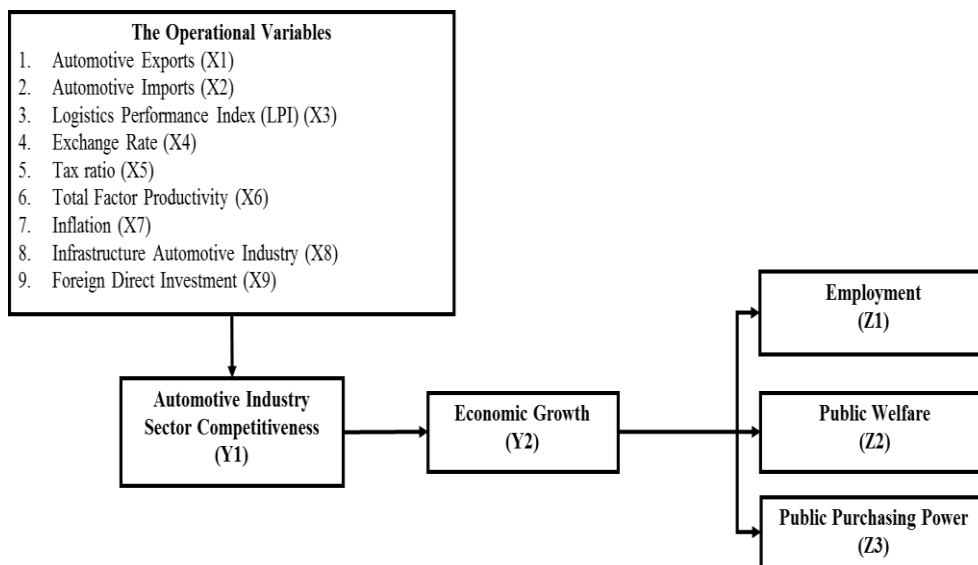 The Operational Variables
1. Automotive Exports (X1)
2. Automotive Imports (X2)
3. Logistics Performance Index (LPI) (X3)
4. Exchange Rate (X4)
5. Tax ratio (X5)
6. Total Factor Productivity (X6)
7. Inflation (X7)
8. Infrastructure Automotive Industry (X8)
9. Foreign Direct Investment (X9)
Automotive Industry
Sector Competitiveness
(Y1)
Economic Growth
(Y2)
Employment
(Z1)
Public Welfare
(Z2)
Public Purchasing Power
(Z3)